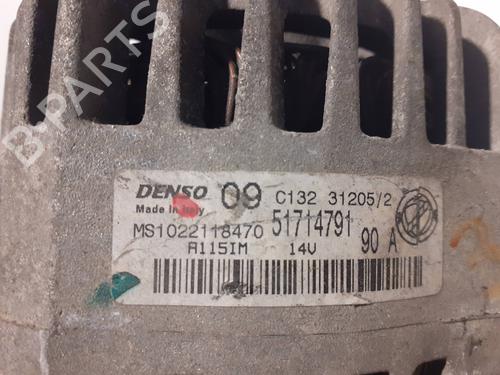 B-PARTS
DENSO 09 C132 31205/2
Made in Italy
MS1022118470 51714791
A115IM 14V 90 A